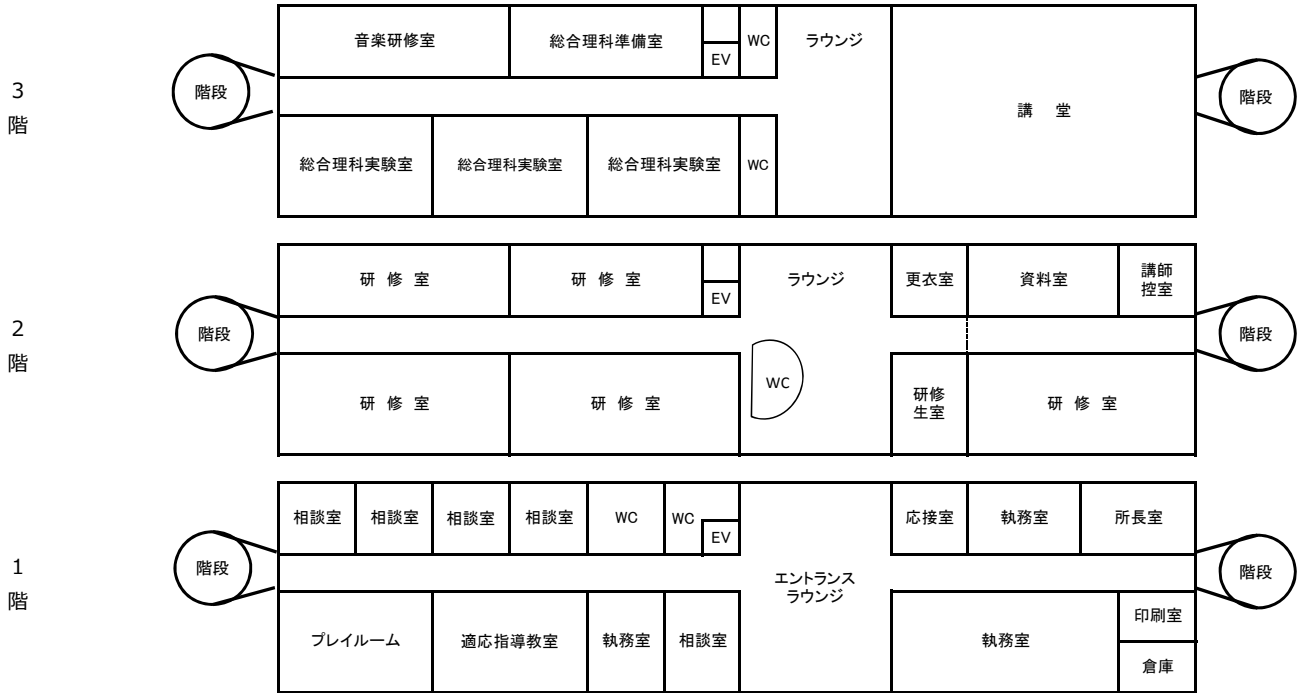 3
階
音楽研修室
総合理科準備室
EV
WC
ラウンジ
階段
講 堂
階段
総合理科実験室
総合理科実験室
総合理科実験室
WC
2
階
研 修 室
研 修 室
EV
ラウンジ
更衣室
資料室
講師
控室
階段
階段
WC
研 修 室
研 修 室
研修
生室
研 修 室
1
階
相談室
相談室
相談室
相談室
WC
WC
EV
応接室
執務室
所長室
階段
エントランス
ラウンジ
階段
プレイルーム
適応指導教室
執務室
相談室
執務室
印刷室
倉庫